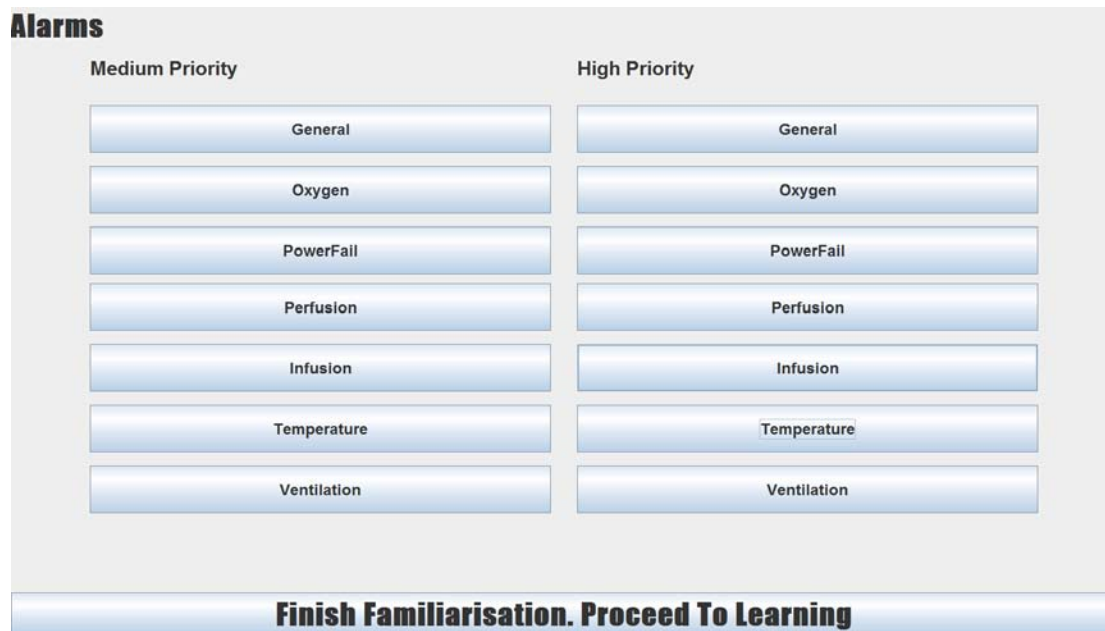 Alarms
Medium Priority High Priority
General General
Oxygen Oxygen
PowerFail PowerFail
Perfusion Perfusion
Infusion Infusion
Temperature Temperature
Ventilation Ventilation
Finish Familiarisation. Proceed To Learning